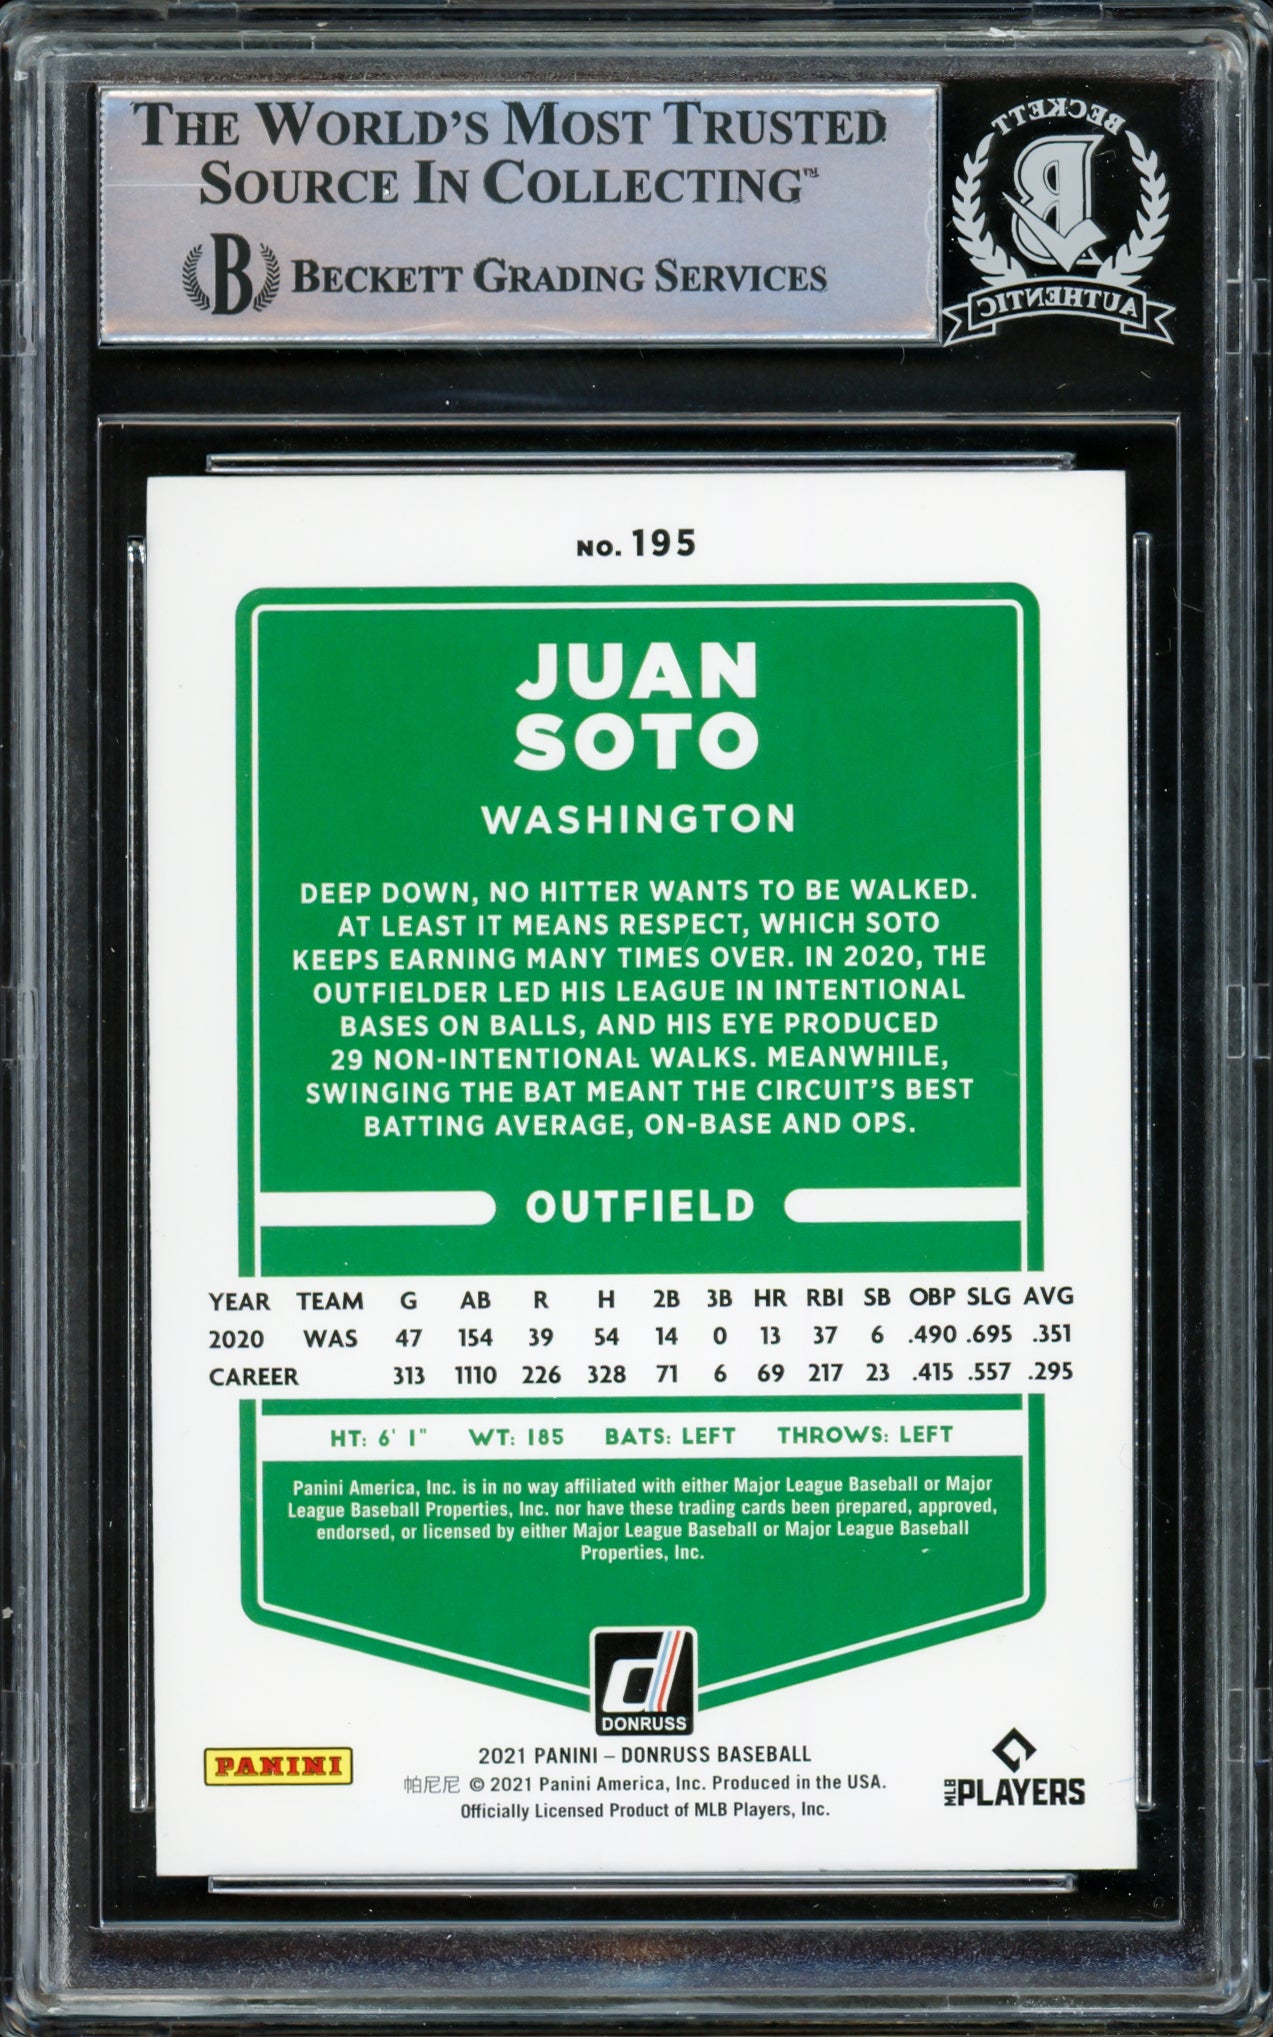 THE WORLD'S MOST TRUSTED
SOURCE IN COLLECTING™
B BECKETT GRADING SERVICES
BECKETT
B
AUTHENTIC
NO. 195
JUAN
SOTO
WASHINGTON
DEEP DOWN, NO HITTER WANTS TO BE WALKED.
AT LEAST IT MEANS RESPECT, WHICH SOTO
KEEPS EARNING MANY TIMES OVER. IN 2020, THE
OUTFIELDER LED HIS LEAGUE IN INTENTIONAL
BASES ON BALLS, AND HIS EYE PRODUCED
29 NON-INTENTIONAL WALKS. MEANWHILE,
SWINGING THE BAT MEANT THE CIRCUIT'S BEST
BATTING AVERAGE, ON-BASE AND OPS.
OUTFIELD
YEAR TEAM G AB R H 2B 3B HR RBI SB OBP SLG AVG
2020 WAS 47 154 39 54 14 0 13 37 6 .490 .695 .351
CAREER 313 1110 226 328 71 6 69 217 23 .415 .557 .295
HT: 6' 1" WT: 185 BATS: LEFT THROWS: LEFT
Panini America, Inc. is in no way affiliated with either Major League Baseball or Major
League Baseball Properties, Inc. nor have these trading cards been prepared, approved,
endorsed, or licensed by either Major League Baseball or Major League Baseball
Properties, Inc.
d
DONRUSS
PANINI
2021 PANINI – DONRUSS BASEBALL
帕尼尼 © 2021 Panini America, Inc. Produced in the USA.
Officially Licensed Product of MLB Players, Inc.
MLB PLAYERS